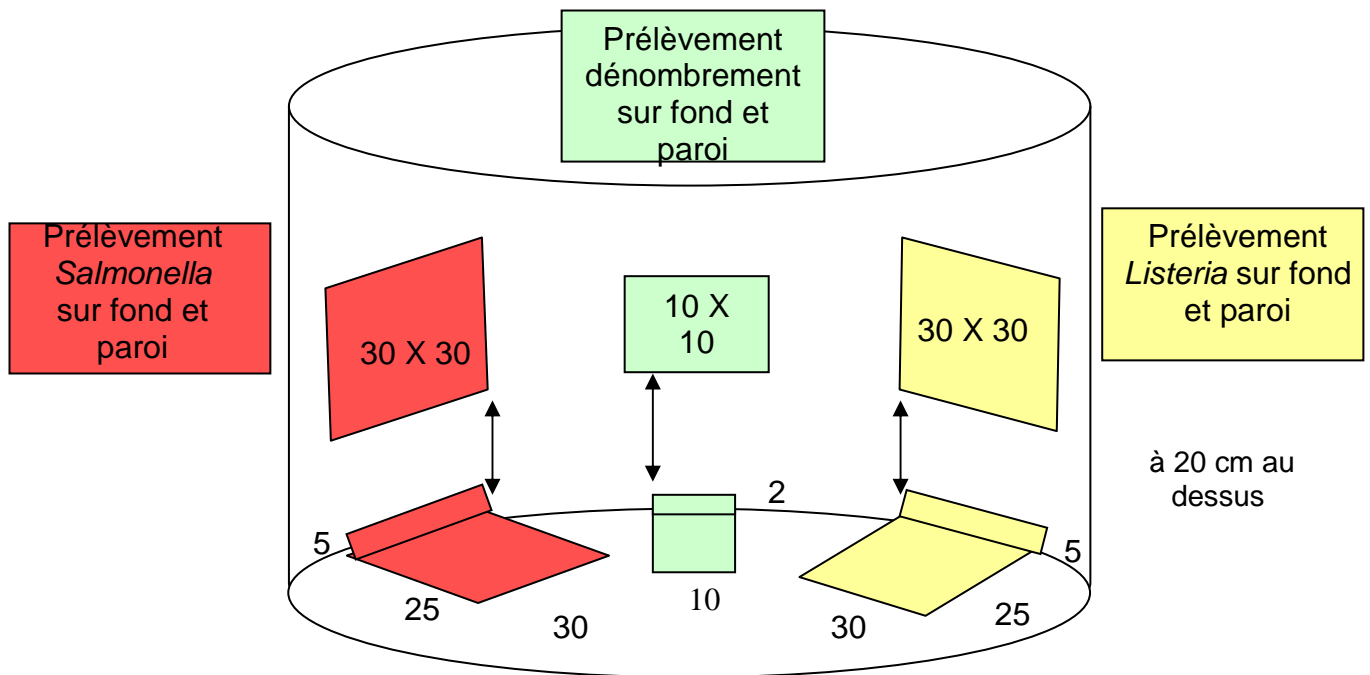 Prélèvement
dénombrement
sur fond et
paroi
Prélèvement
Salmonella
sur fond et
paroi
Prélèvement
Listeria sur fond
et paroi
30 X 30
10 X
10
30 X 30
à 20 cm au
dessus
2
5
5
25
30
10
30
25